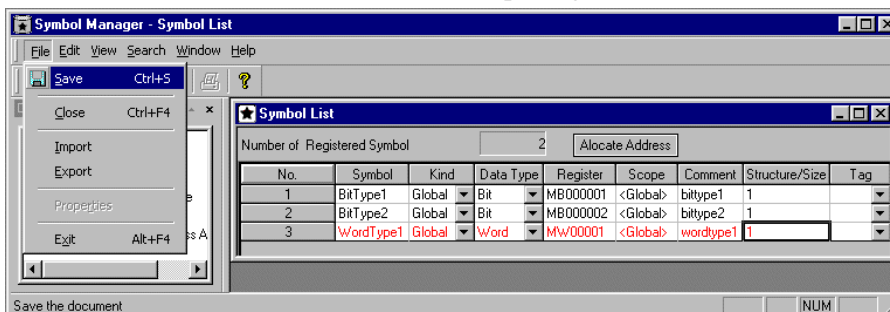 Symbol Manager - Symbol List
File Edit View Search Window Help
Save Ctrl+S
Close Ctrl+F4
Import
Export
Properties
Exit Alt+F4
Symbol List
Number of Registered Symbol 2 Alocate Address
No. Symbol Kind Data Type Register Scope Comment Structure/Size Tag
1 BitType1 Global Bit MB000001 <Global> bittype1 1
2 BitType2 Global Bit MB000002 <Global> bittype2 1
3 WordType1 Global Word MW00001 <Global> wordtype1 1
Save the document NUM